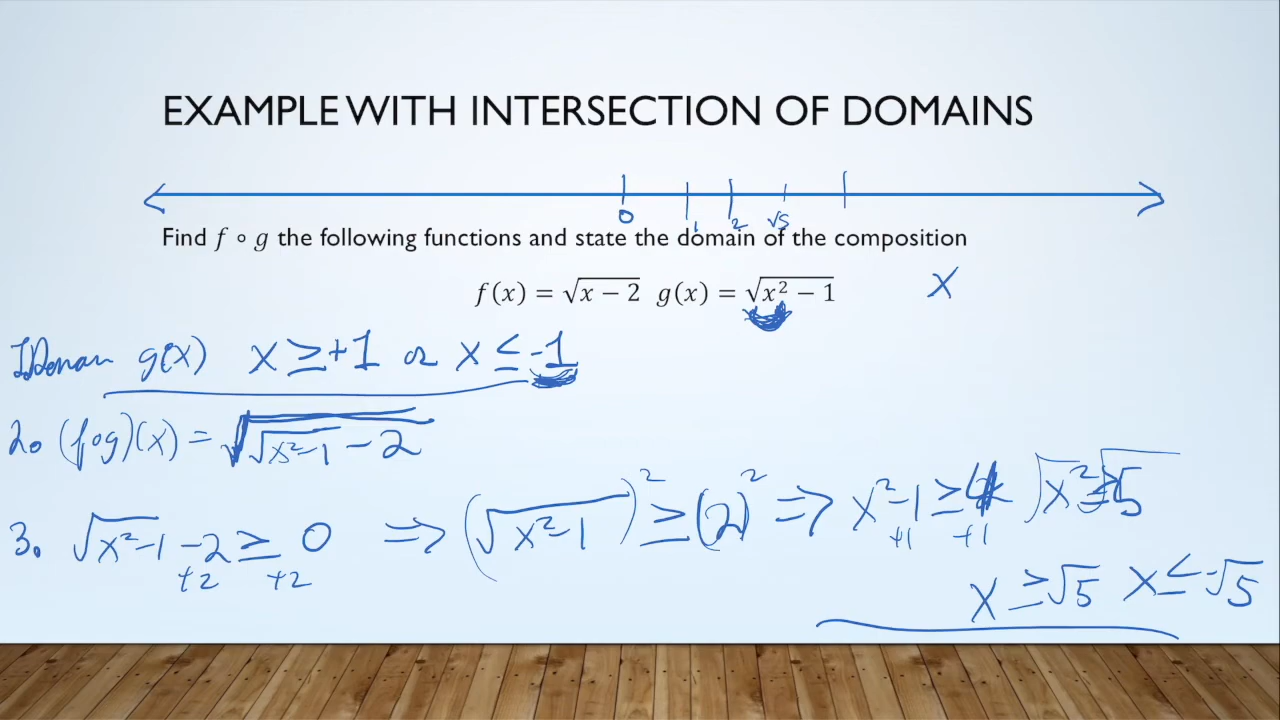 EXAMPLE WITH INTERSECTION OF DOMAINS
0 1 2 √5
Find f ∘ g the following functions and state the domain of the composition
f(x) = √(x − 2) g(x) = √(x² − 1) x
g(x) x ≥ +1 or x ≤ -1
2. (f∘g)(x) = √(√(x²-1) - 2)
3. √(x²-1) -2 ≥ 0 ⇒ (√(x²-1))² ≥ (2)² ⇒ x²-1 ≥ 4 √x² ≥ √5
+2 +2 +1 +1
x ≥ √5 x ≤ -√5